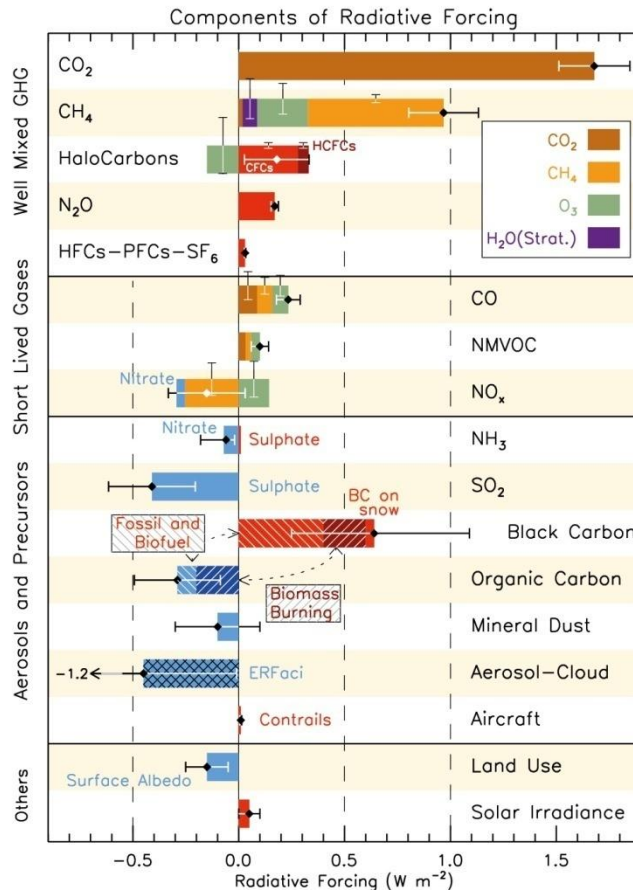 Components of Radiative Forcing
Well Mixed GHG
CO₂
CH₄
HaloCarbons
HCFCs
CFCs
N₂O
HFCs–PFCs–SF₆
CO₂
CH₄
O₃
H₂O(Strat.)
Short Lived Gases
CO
NMVOC
Nitrate
NOₓ
Aerosols and Precursors
Nitrate
Sulphate
NH₃
Sulphate
SO₂
BC on
snow
Fossil and
Biofuel
Black Carbon
Organic Carbon
Biomass
Burning
Mineral Dust
-1.2
ERFaci
Aerosol–Cloud
Contrails
Aircraft
Others
Land Use
Surface Albedo
Solar Irradiance
-0.5
0.0
0.5
1.0
1.5
Radiative Forcing (W m⁻²)